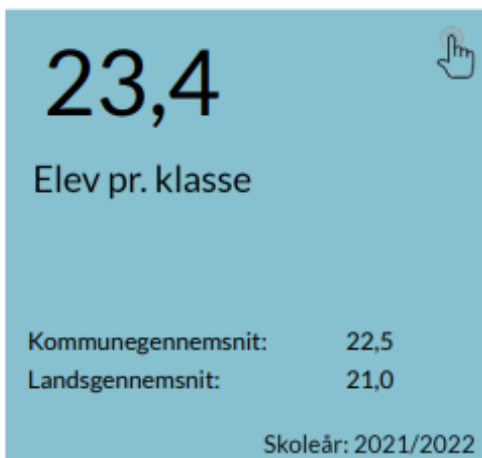 23,4
Elev pr. klasse
Kommunegennemsnit: 22,5
Landsgennemsnit: 21,0
Skoleår: 2021/2022